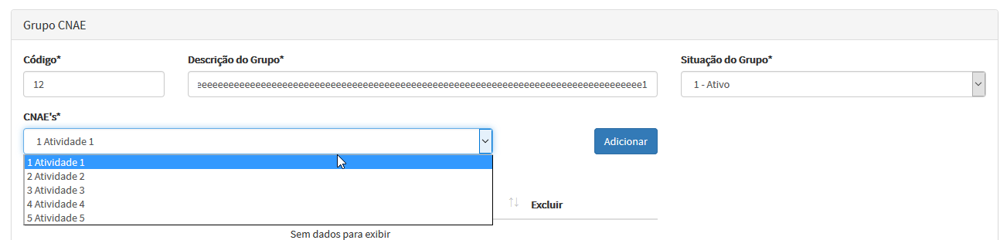 Grupo CNAE
Código* Descrição do Grupo* Situação do Grupo*
12 eeeeeeeeeeeeeeeeeeeeeeeeeeeeeeeeeeeeeeeeeeeeeeeeeeeeeeeeeeeeeeeeeeeeeeeeeeeeeeeee1 1 - Ativo
CNAE's*
1 Atividade 1 Adicionar
1 Atividade 1
2 Atividade 2
3 Atividade 3
4 Atividade 4
5 Atividade 5
Excluir
Sem dados para exibir